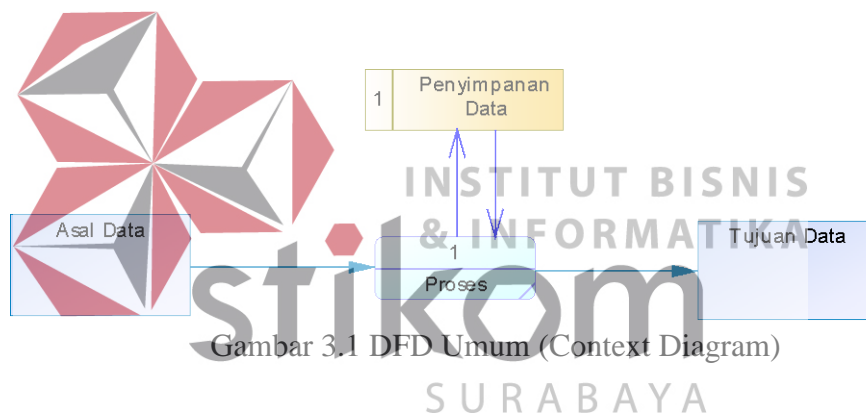 1
Penyimpanan
Data
INSTITUT BISNIS
& INFORMATIKA
Asal Data
1
Proses
Tujuan Data
stikom
Gambar 3.1 DFD Umum (Context Diagram)
SURABAYA